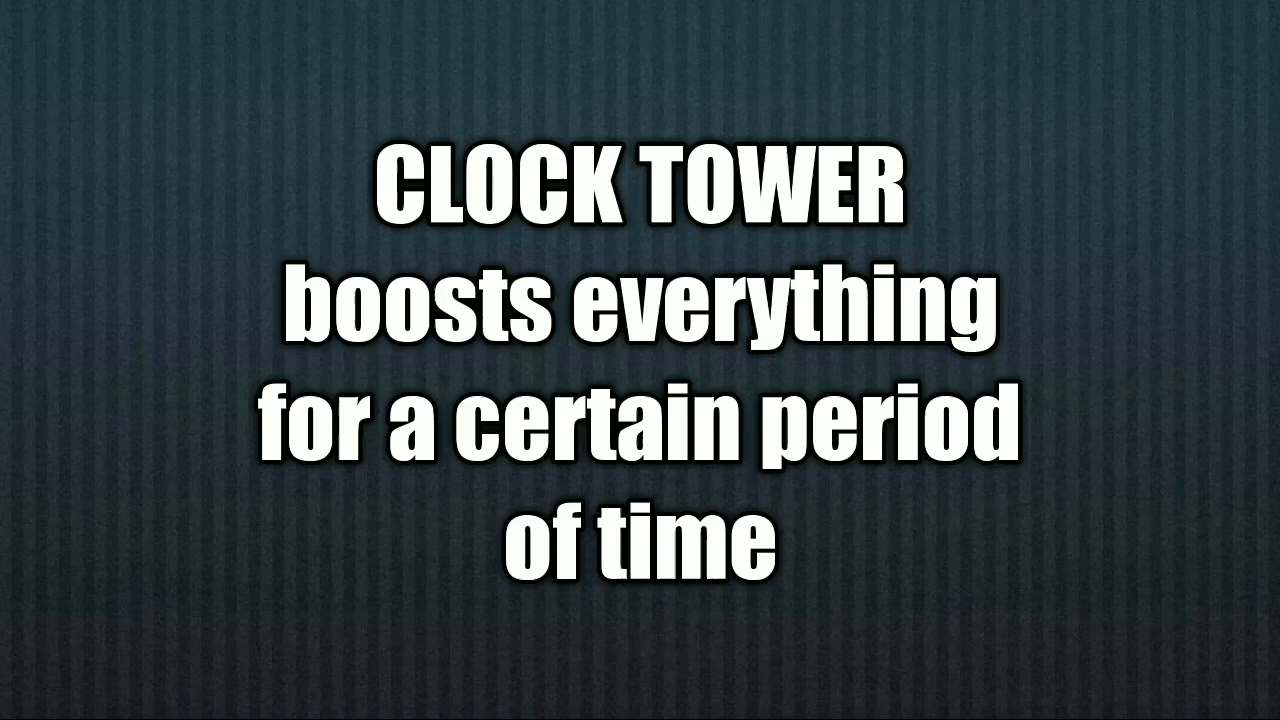 CLOCK TOWER
boosts everything
for a certain period
of time